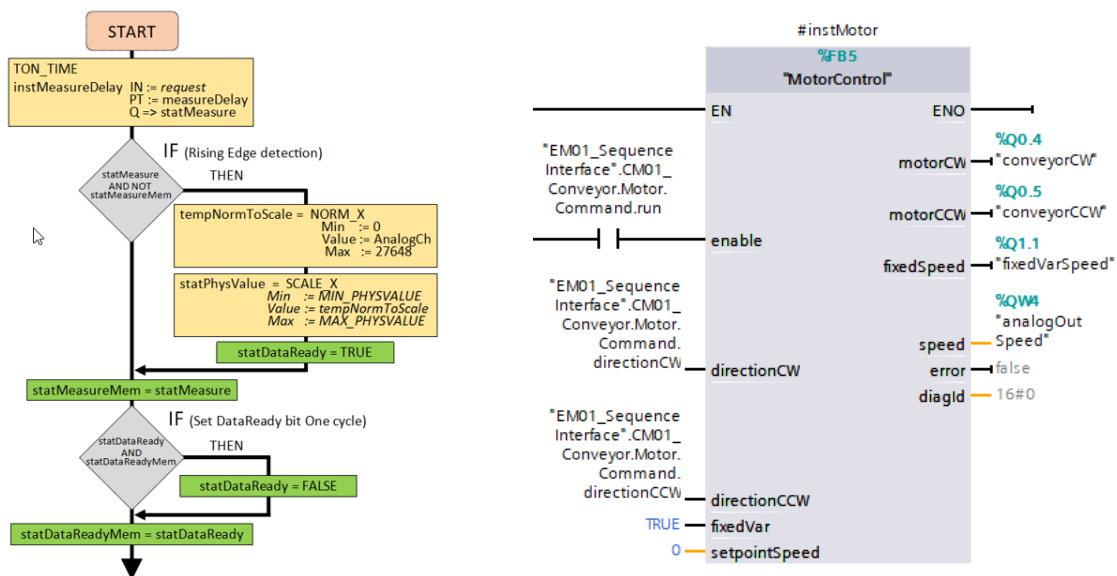 START
TON_TIME
instMeasureDelay IN := request
PT := measureDelay
Q => statMeasure
IF (Rising Edge detection)
THEN
statMeasure
AND NOT
statMeasureMem
tempNormToScale = NORM_X
Min := 0
Value := AnalogCh
Max := 27648
statPhysValue = SCALE_X
Min := MIN_PHYSVALUE
Value := tempNormToScale
Max := MAX_PHYSVALUE
statDataReady = TRUE
statMeasureMem = statMeasure
IF (Set DataReady bit One cycle)
THEN
statDataReady
AND
statDataReadyMem
statDataReady = FALSE
statDataReadyMem = statDataReady
#instMotor
%FB5
"MotorControl"
EN
ENO
"EM01_Sequence
Interface".CM01_
Conveyor.Motor.
Command.run
enable
"EM01_Sequence
Interface".CM01_
Conveyor.Motor.
Command.
directionCW
directionCW
"EM01_Sequence
Interface".CM01_
Conveyor.Motor.
Command.
directionCCW
directionCCW
TRUE
fixedVar
0
setpointSpeed
%Q0.4
motorCW
"conveyorCW"
%Q0.5
motorCCW
"conveyorCCW"
%Q1.1
fixedSpeed
"fixedVarSpeed"
%QW4
"analogOut
Speed"
speed
error
false
diagId
16#0